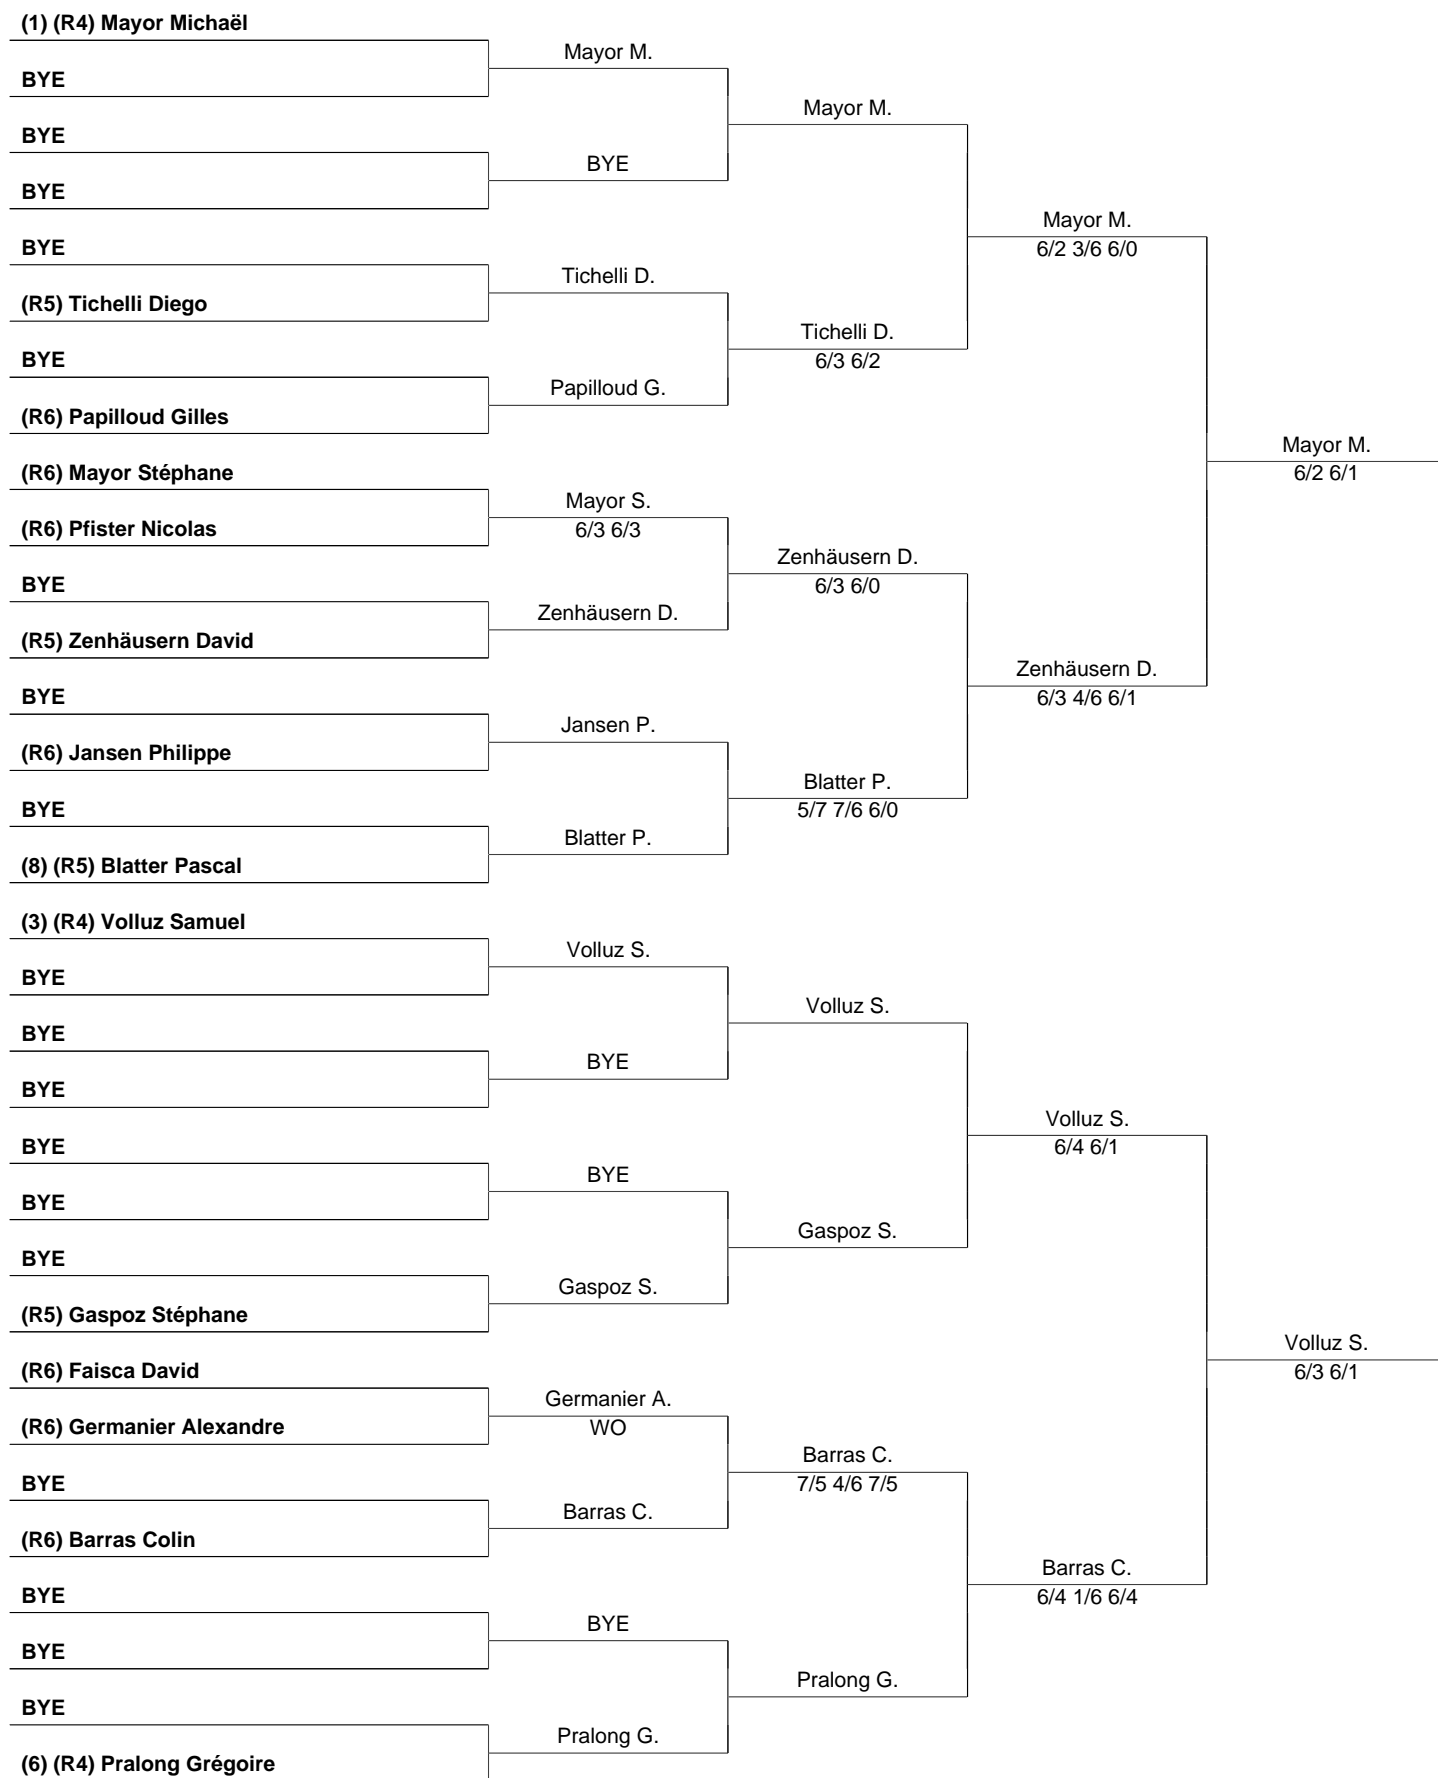 (1) (R4) Mayor Michaël
Mayor M.
BYE
Mayor M.
BYE
BYE
BYE
Mayor M.
6/2 3/6 6/0
BYE
Tichelli D.
(R5) Tichelli Diego
Tichelli D.
6/3 6/2
BYE
Papilloud G.
(R6) Papilloud Gilles
Mayor M.
6/2 6/1
(R6) Mayor Stéphane
Mayor S.
6/3 6/3
(R6) Pfister Nicolas
Zenhäusern D.
6/3 6/0
BYE
Zenhäusern D.
(R5) Zenhäusern David
Zenhäusern D.
6/3 4/6 6/1
BYE
Jansen P.
(R6) Jansen Philippe
Blatter P.
5/7 7/6 6/0
BYE
Blatter P.
(8) (R5) Blatter Pascal
(3) (R4) Volluz Samuel
Volluz S.
BYE
Volluz S.
BYE
BYE
BYE
Volluz S.
6/4 6/1
BYE
BYE
BYE
Gaspoz S.
BYE
Gaspoz S.
(R5) Gaspoz Stéphane
Volluz S.
6/3 6/1
(R6) Faisca David
Germanier A.
WO
(R6) Germanier Alexandre
Barras C.
7/5 4/6 7/5
BYE
Barras C.
(R6) Barras Colin
Barras C.
6/4 1/6 6/4
BYE
BYE
BYE
Pralong G.
BYE
Pralong G.
(6) (R4) Pralong Grégoire